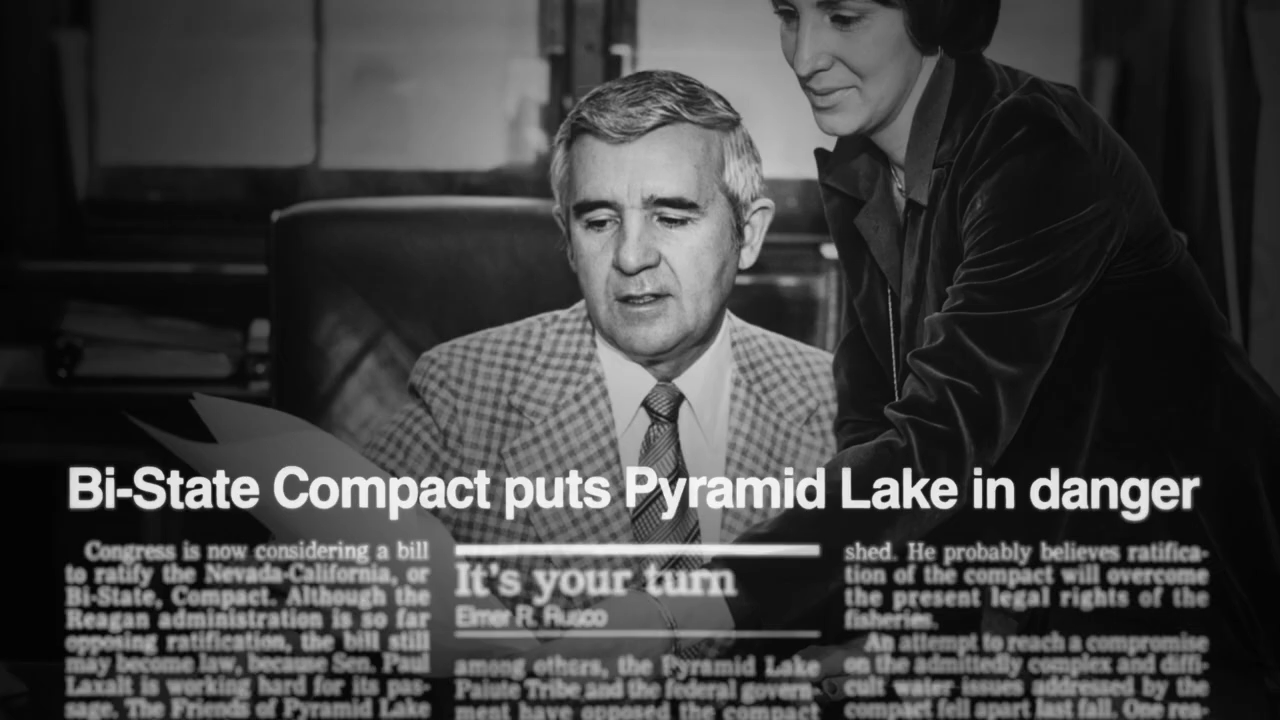 Bi-State Compact puts Pyramid Lake in danger
Congress is now considering a bill
to ratify the Nevada-California, or
Bi-State, Compact. Although the
Reagan administration is so far
opposing ratification, the bill still
may become law, because Sen. Paul
Laxalt is working hard for its pas-
sage. The Friends of Pyramid Lake
It's your turn
Elmer R. Rusco
among others, the Pyramid Lake
Paiute Tribe and the federal govern-
ment have opposed the compact
shed. He probably believes ratifica-
tion of the compact will overcome
the present legal rights of the
fisheries.
An attempt to reach a compromise
on the admittedly complex and diffi-
cult water issues addressed by the
compact fell apart last fall. One rea-